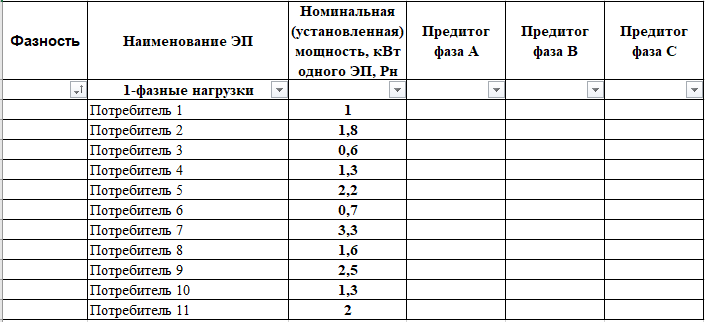 Фазность
Наименование ЭП
Номинальная
(установленная)
мощность, кВт
одного ЭП, Рн
Предитог
фаза А
Предитог
фаза В
Предитог
фаза С
1-фазные нагрузки
Потребитель 1 1
Потребитель 2 1,8
Потребитель 3 0,6
Потребитель 4 1,3
Потребитель 5 2,2
Потребитель 6 0,7
Потребитель 7 3,3
Потребитель 8 1,6
Потребитель 9 2,5
Потребитель 10 1,3
Потребитель 11 2